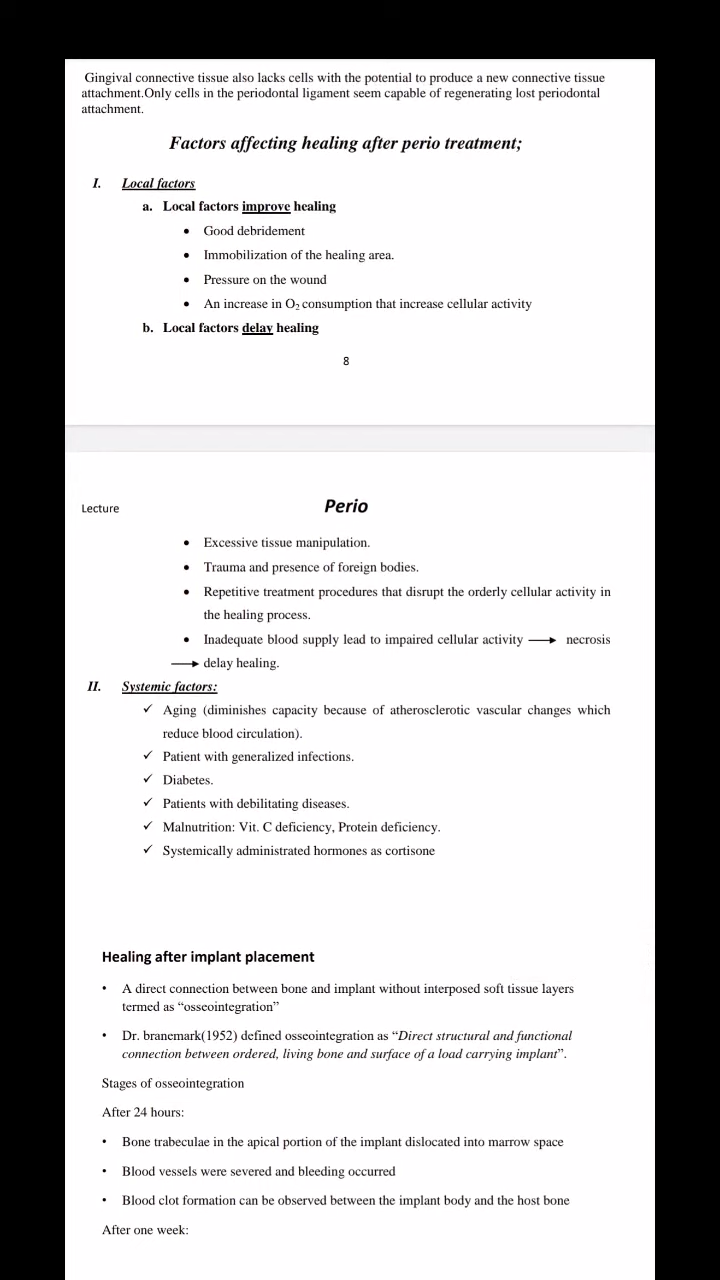 Gingival connective tissue also lacks cells with the potential to produce a new connective tissue
attachment.Only cells in the periodontal ligament seem capable of regenerating lost periodontal
attachment.
Factors affecting healing after perio treatment;
I. Local factors
a. Local factors improve healing
• Good debridement
• Immobilization of the healing area.
• Pressure on the wound
• An increase in O₂ consumption that increase cellular activity
b. Local factors delay healing
8
Lecture Perio
• Excessive tissue manipulation.
• Trauma and presence of foreign bodies.
• Repetitive treatment procedures that disrupt the orderly cellular activity in
the healing process.
• Inadequate blood supply lead to impaired cellular activity ⟶ necrosis
⟶ delay healing.
II. Systemic factors:
✓ Aging (diminishes capacity because of atherosclerotic vascular changes which
reduce blood circulation).
✓ Patient with generalized infections.
✓ Diabetes.
✓ Patients with debilitating diseases.
✓ Malnutrition: Vit. C deficiency, Protein deficiency.
✓ Systemically administrated hormones as cortisone
Healing after implant placement
• A direct connection between bone and implant without interposed soft tissue layers
termed as “osseointegration”
• Dr. branemark(1952) defined osseointegration as “Direct structural and functional
connection between ordered, living bone and surface of a load carrying implant”.
Stages of osseointegration
After 24 hours:
• Bone trabeculae in the apical portion of the implant dislocated into marrow space
• Blood vessels were severed and bleeding occurred
• Blood clot formation can be observed between the implant body and the host bone
After one week: